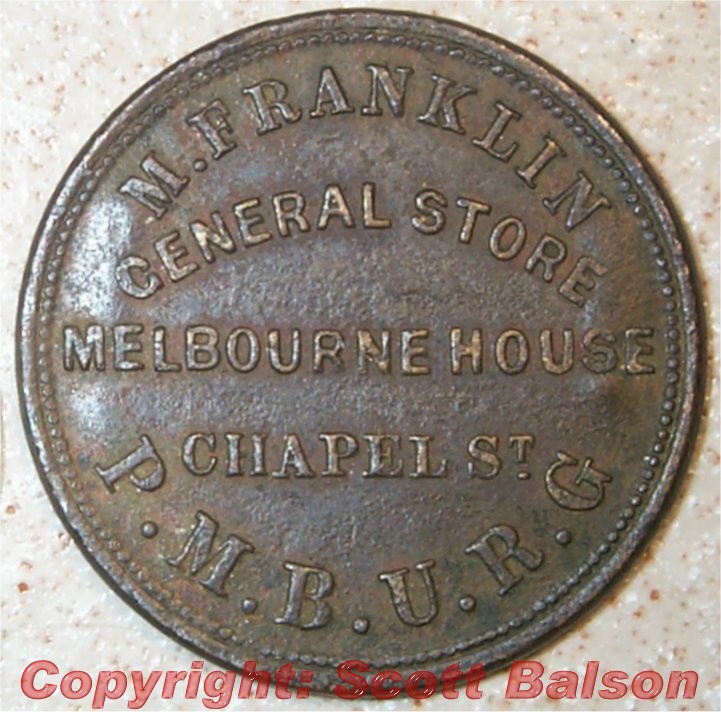 M. FRANKLIN
GENERAL STORE
MELBOURNE HOUSE
CHAPEL ST
P.M.B.U.R.G
Copyright: Scott Balson